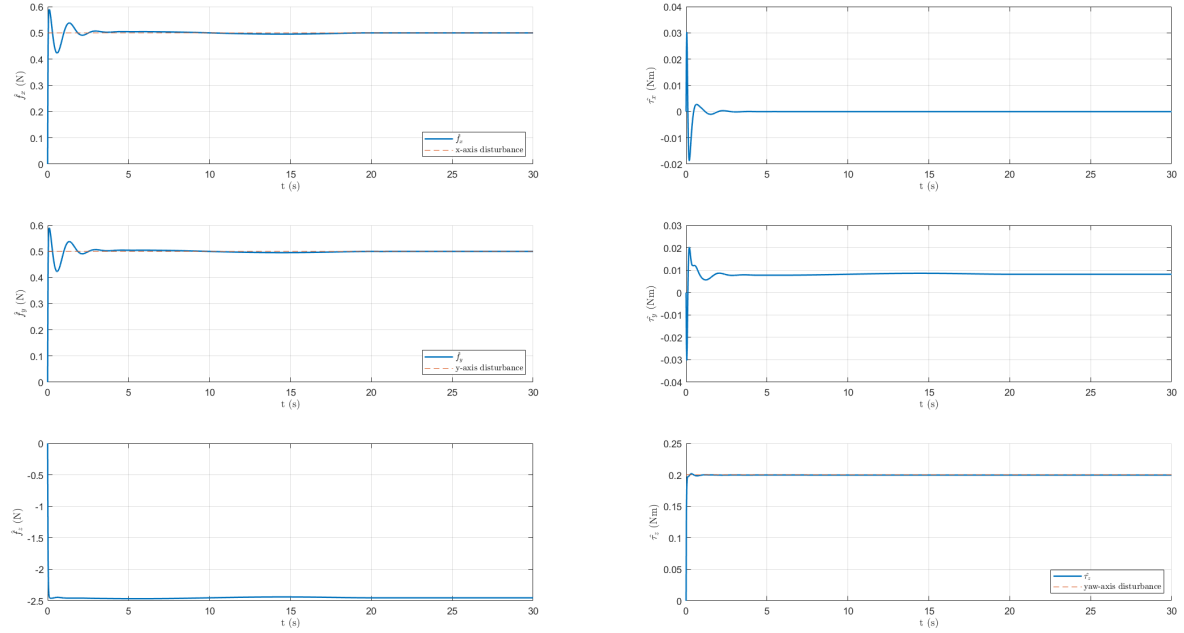 0.6
0.5
0.4
0.3
0.2
0.1
0
f̂ₓ (N)
0 5 10 15 20 25 30
t (s)
f̂ₓ
x-axis disturbance
0.03
0.02
0.01
0
-0.01
-0.02
τ̂ₓ (Nm)
0 5 10 15 20 25 30
t (s)
0.6
0.5
0.4
0.3
0.2
0.1
0
f̂_y (N)
0 5 10 15 20 25 30
t (s)
f̂_y
y-axis disturbance
0.03
0.02
0.01
0
-0.01
-0.02
-0.03
-0.04
τ̂_y (Nm)
0 5 10 15 20 25 30
t (s)
0
-0.5
-1
-1.5
-2
-2.5
f̂_z (N)
0 5 10 15 20 25 30
t (s)
0.25
0.2
0.15
0.1
0.05
0
τ̂_z (Nm)
0 5 10 15 20 25 30
t (s)
τ̂_z
yaw-axis disturbance